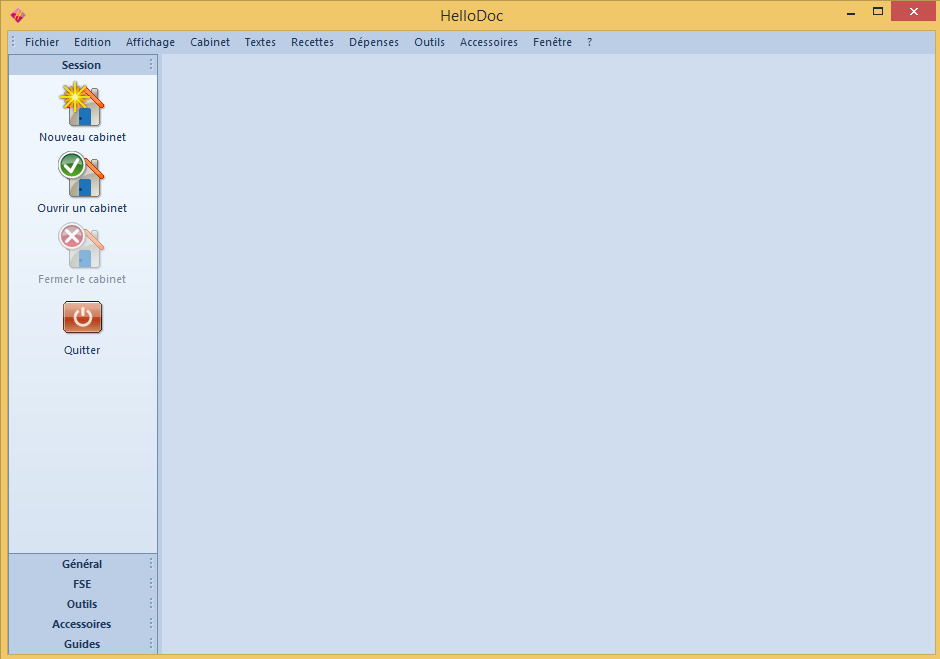 HelloDoc
Fichier Edition Affichage Cabinet Textes Recettes Dépenses Outils Accessoires Fenêtre ?
Session
Nouveau cabinet
Ouvrir un cabinet
Fermer le cabinet
Quitter
Général
FSE
Outils
Accessoires
Guides